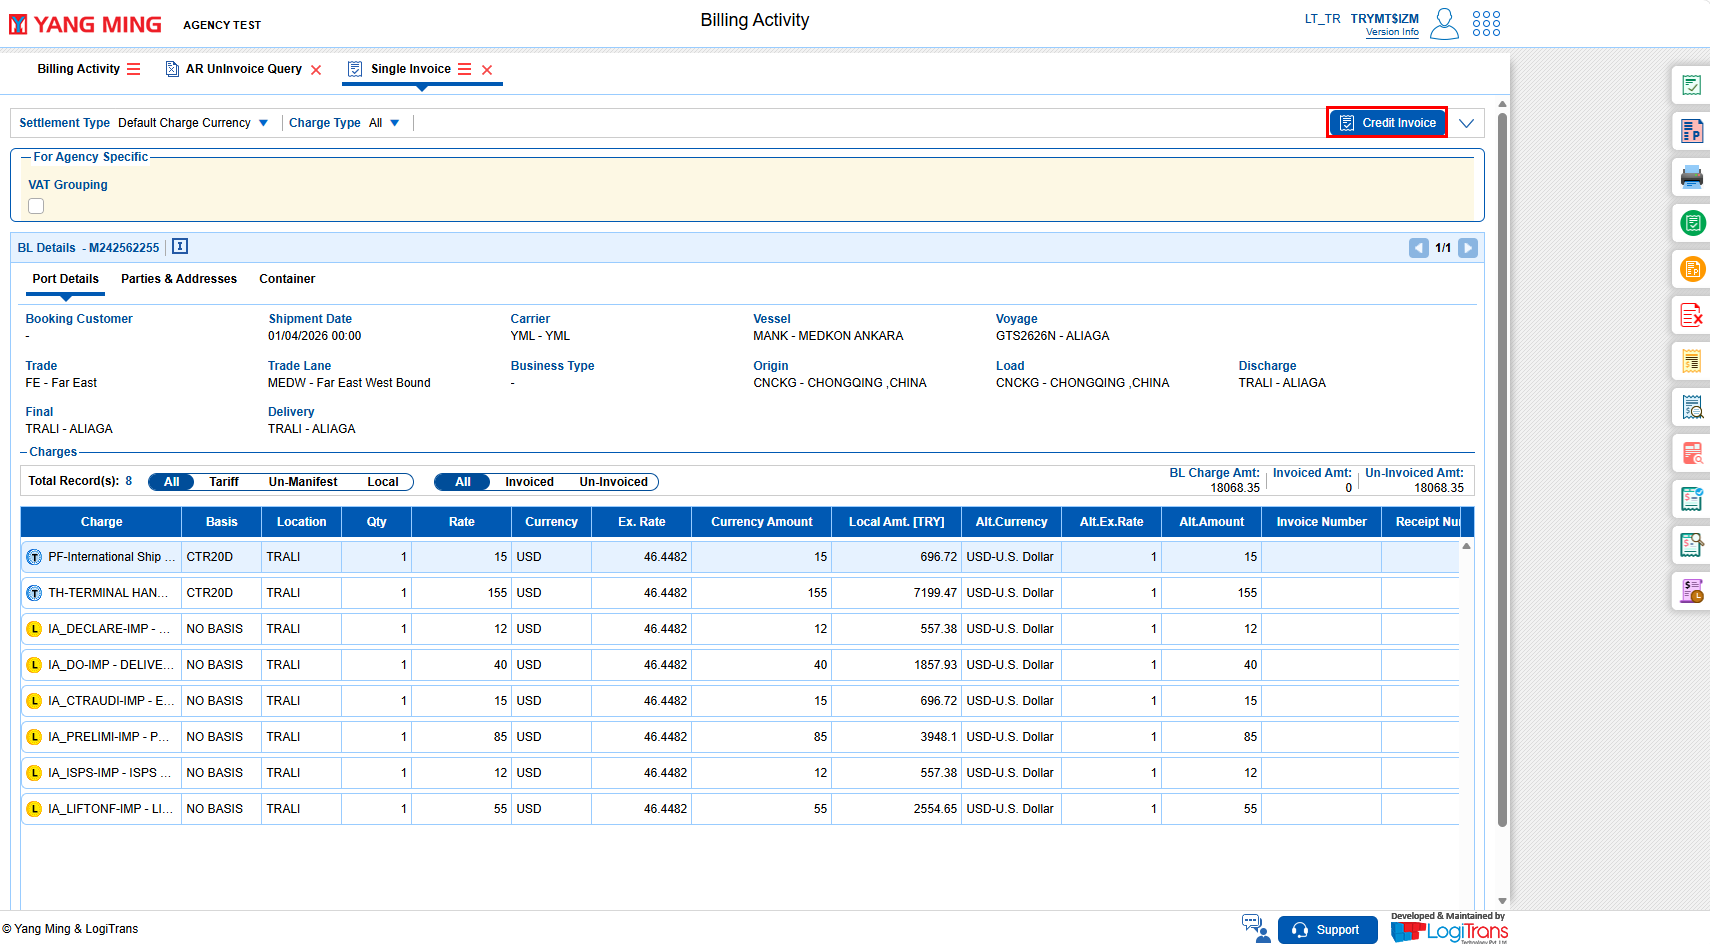 YANG MING AGENCY TEST
Billing Activity
LT_TR TRYMT$IZM
Version Info
Billing Activity
AR UnInvoice Query
Single Invoice
Settlement Type Default Charge Currency
Charge Type All
Credit Invoice
For Agency Specific
VAT Grouping
BL Details - M242562255
1/1
Port Details Parties & Addresses Container
Booking Customer Shipment Date Carrier Vessel Voyage
- 01/04/2026 00:00 YML - YML MANK - MEDKON ANKARA GTS2626N - ALIAGA
Trade Trade Lane Business Type Origin Load Discharge
FE - Far East MEDW - Far East West Bound - CNCKG - CHONGQING ,CHINA CNCKG - CHONGQING ,CHINA TRALI - ALIAGA
Final Delivery
TRALI - ALIAGA TRALI - ALIAGA
Charges
Total Record(s): 8 All Tariff Un-Manifest Local All Invoiced Un-Invoiced
BL Charge Amt: Invoiced Amt: Un-Invoiced Amt:
18068.35 0 18068.35
Charge Basis Location Qty Rate Currency Ex. Rate Currency Amount Local Amt. [TRY] Alt.Currency Alt.Ex.Rate Alt.Amount Invoice Number Receipt Nu
T PF-International Ship ... CTR20D TRALI 1 15 USD 46.4482 15 696.72 USD-U.S. Dollar 1 15
T TH-TERMINAL HAN... CTR20D TRALI 1 155 USD 46.4482 155 7199.47 USD-U.S. Dollar 1 155
L IA_DECLARE-IMP - ... NO BASIS TRALI 1 12 USD 46.4482 12 557.38 USD-U.S. Dollar 1 12
L IA_DO-IMP - DELIVE... NO BASIS TRALI 1 40 USD 46.4482 40 1857.93 USD-U.S. Dollar 1 40
L IA_CTRAUDI-IMP - E... NO BASIS TRALI 1 15 USD 46.4482 15 696.72 USD-U.S. Dollar 1 15
L IA_PRELIMI-IMP - P... NO BASIS TRALI 1 85 USD 46.4482 85 3948.1 USD-U.S. Dollar 1 85
L IA_ISPS-IMP - ISPS ... NO BASIS TRALI 1 12 USD 46.4482 12 557.38 USD-U.S. Dollar 1 12
L IA_LIFTONF-IMP - LI... NO BASIS TRALI 1 55 USD 46.4482 55 2554.65 USD-U.S. Dollar 1 55
© Yang Ming & LogiTrans
Support
Developed & Maintained by
LogiTrans
Technology Pvt. Ltd